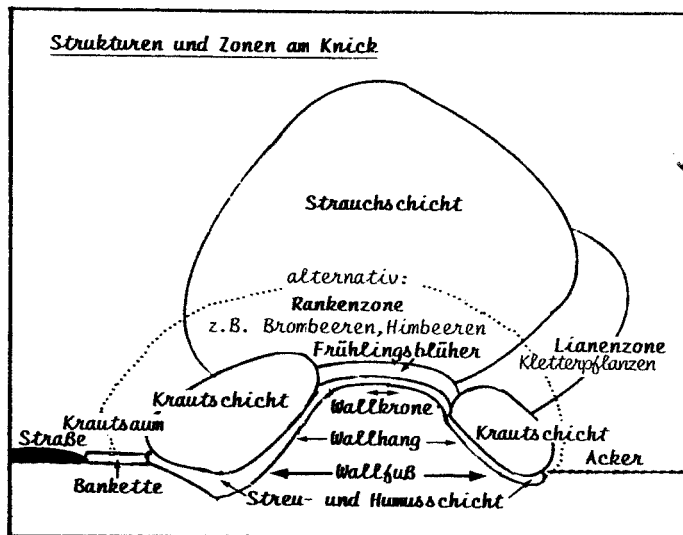 Strukturen und Zonen am Knick
Strauchschicht
alternativ:
Rankenzone
z.B. Brombeeren, Himbeeren
Frühlingsblüher
Lianenzone
Kletterpflanzen
Krautschicht
Wallkrone
Krautsaum
Krautschicht
Straße
Wallhang
Acker
Wallfuß
Bankette
Streu- und Humusschicht